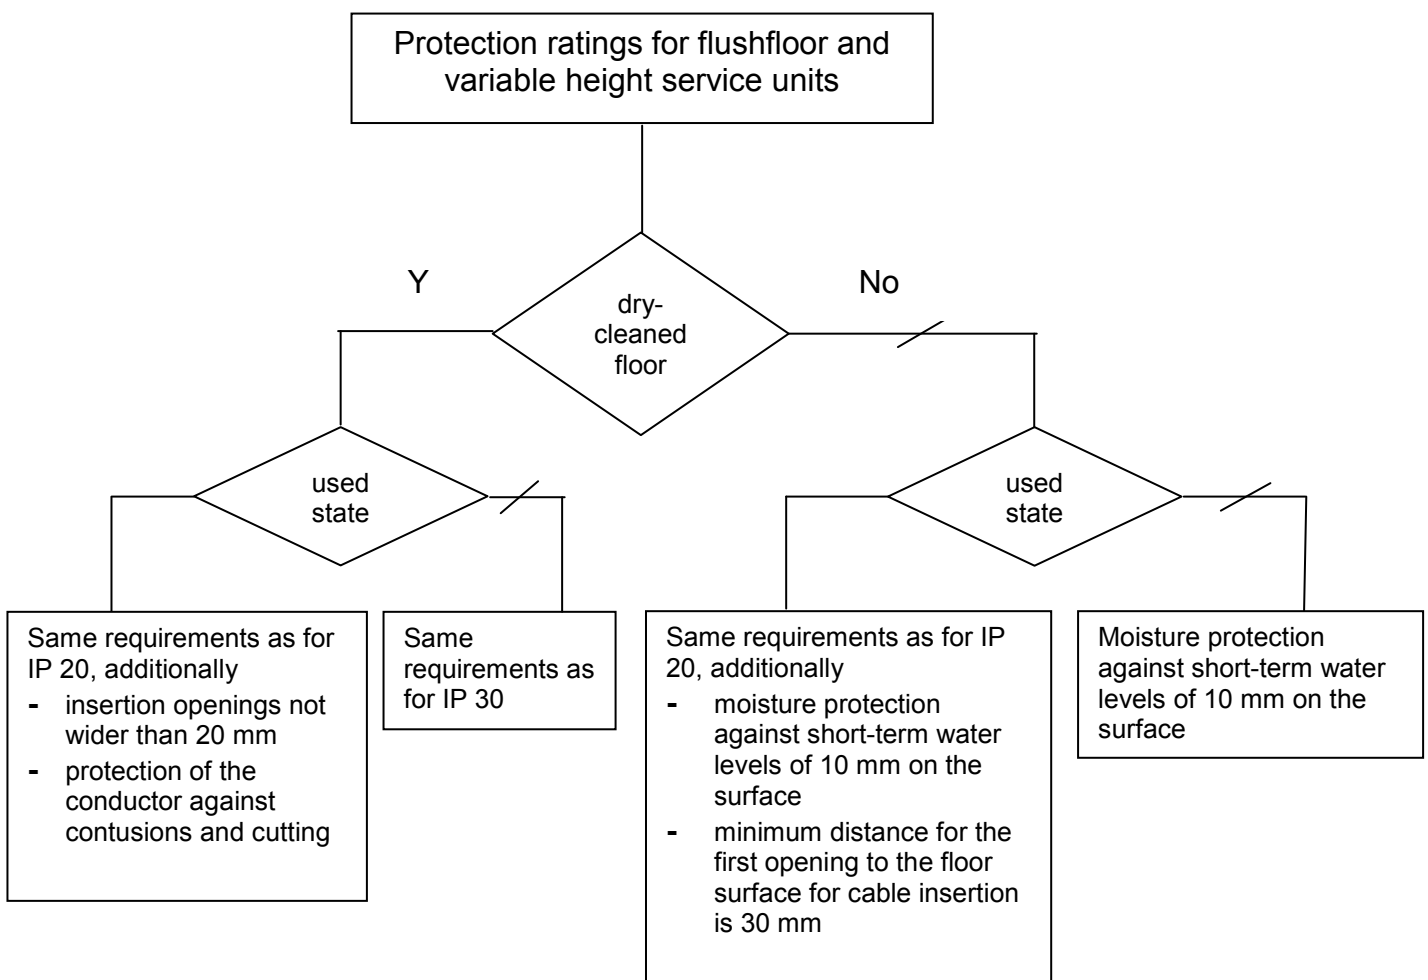 Protection ratings for flushfloor and
variable height service units
Y
No
dry-
cleaned
floor
used
state
used
state
Same requirements as for
IP 20, additionally
- insertion openings not
wider than 20 mm
- protection of the
conductor against
contusions and cutting
Same
requirements as
for IP 30
Same requirements as for IP
20, additionally
- moisture protection
against short-term water
levels of 10 mm on the
surface
- minimum distance for the
first opening to the floor
surface for cable insertion
is 30 mm
Moisture protection
against short-term water
levels of 10 mm on the
surface